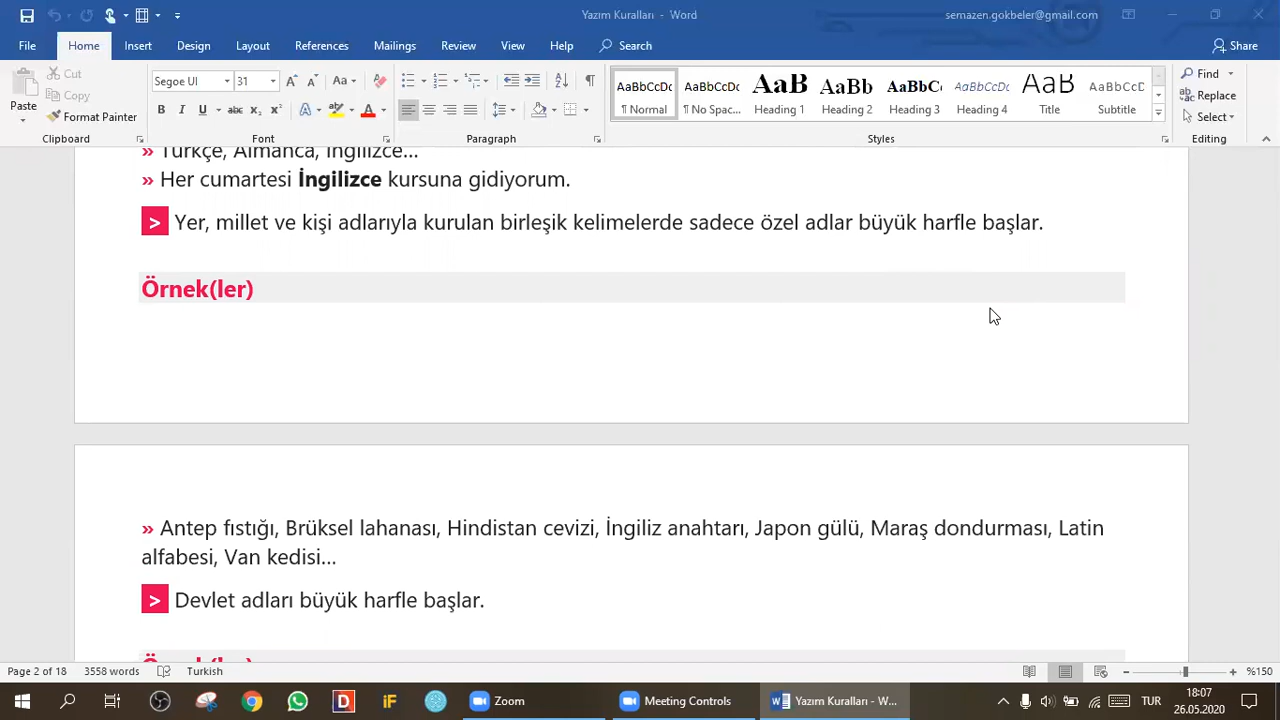 Yazım Kuralları - Word
semazen.gokbeler@gmail.com
File Home Insert Design Layout References Mailings Review View Help Search Share
Paste
Cut
Copy
Format Painter
Clipboard
Segoe UI 31
Font
Paragraph
AaBbCcDc AaBbCcDc AaB AaBb AaBbCc AaBbCcDc AaBbCcDc
¶ Normal ¶ No Spac... Heading 1 Heading 2 Heading 3 Heading 4 Title Subtitle
Styles
Find
Replace
Select
Editing
» Türkçe, Almanca, İngilizce…
» Her cumartesi İngilizce kursuna gidiyorum.
> Yer, millet ve kişi adlarıyla kurulan birleşik kelimelerde sadece özel adlar büyük harfle başlar.
Örnek(ler)
» Antep fıstığı, Brüksel lahanası, Hindistan cevizi, İngiliz anahtarı, Japon gülü, Maraş dondurması, Latin
alfabesi, Van kedisi…
> Devlet adları büyük harfle başlar.
Örnek(ler)
Page 2 of 18 3558 words Turkish %150
Zoom Meeting Controls Yazım Kuralları - W... TUR 18:07
26.05.2020